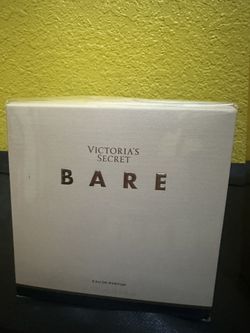 VICTORIA'S
SECRET
BARE
EAU DE PARFUM